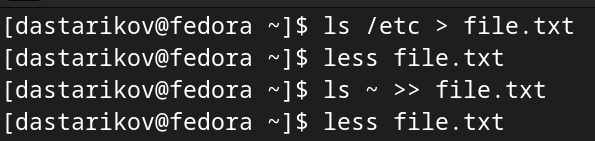 [dastarikov@fedora ~]$ ls /etc > file.txt
[dastarikov@fedora ~]$ less file.txt
[dastarikov@fedora ~]$ ls ~ >> file.txt
[dastarikov@fedora ~]$ less file.txt